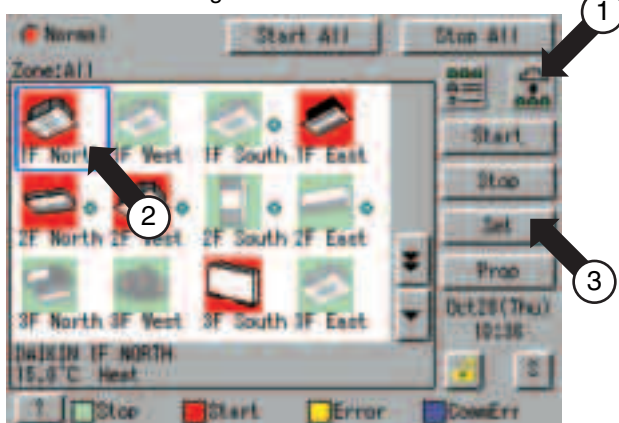 1
Normal Start All Stop All
Zone:All
Start
1F North 1F West 1F South 1F East
Stop
2
Set
2F North 2F West 2F South 2F East
Prop
3
3F North 3F West 3F South 3F East
Oct28(Thu)
DAIKIN 1F NORTH
15.0°C Heat
S
↑ Stop Start Error CommErr